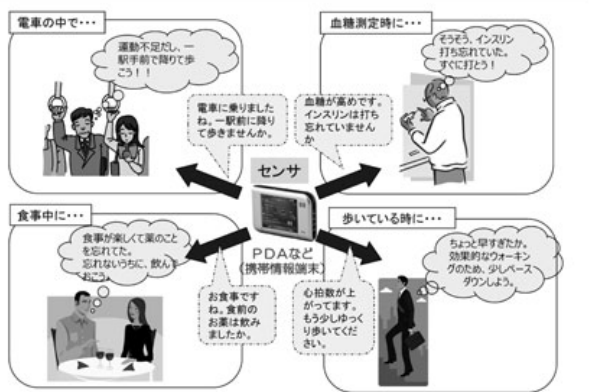 電車の中で・・・
運動不足だし、一
駅手前で降りて歩
こう！！
電車に乗りました
ね。一駅前に降り
て歩きませんか。
血糖測定時に・・・
そうそう、インスリン
打ち忘れていた。
すぐに打とう！
血糖が高めです。
インスリンは打ち
忘れていません
か
センサ
PDAなど
(携帯情報端末)
食事中に・・・
食事が楽しくて薬のこと
を忘れてた。
忘れないうちに、飲んで
おこう。
お食事です
ね。食前の
お薬は飲み
ましたか。
歩いている時に・・・
ちょっと早すぎたか。
効果的なウォーキン
グのため、少しペース
ダウンしよう。
心拍数が上
がってます。
もう少しゆっく
り歩いてくだ
さい。